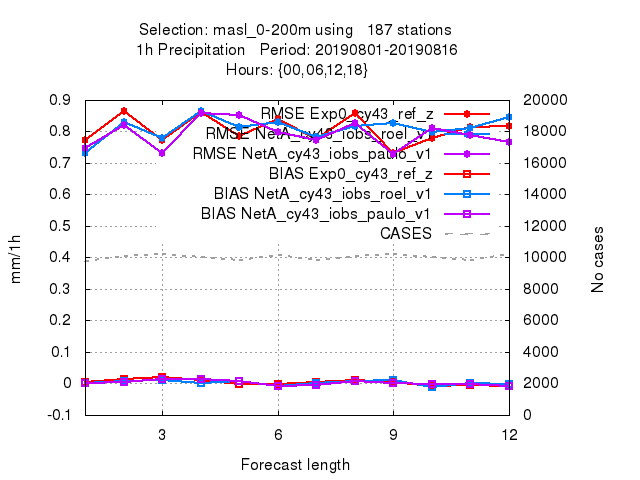 Selection: masl_0-200m using   187 stations
1h Precipitation   Period: 20190801-20190816
Hours: {00,06,12,18}
0.9
0.8
0.7
0.6
0.5
0.4
0.3
0.2
0.1
0
-0.1
mm/1h
RMSE Exp0_cy43_ref_z
RMSE NetA_cy43_iobs_roel_v1
RMSE NetA_cy43_iobs_paulo_v1
BIAS Exp0_cy43_ref_z
BIAS NetA_cy43_iobs_roel_v1
BIAS NetA_cy43_iobs_paulo_v1
CASES
20000
18000
16000
14000
12000
10000
8000
6000
4000
2000
0
No cases
3 6 9 12
Forecast length